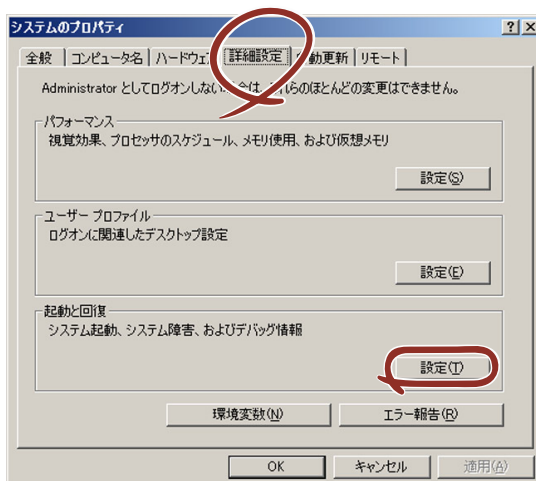 システムのプロパティ
全般 コンピュータ名 ハードウェア 詳細設定 自動更新 リモート
Administrator としてログオンしない場合は、これらのほとんどの変更はできません。
パフォーマンス
視覚効果、プロセッサのスケジュール、メモリ使用、および仮想メモリ
設定(S)
ユーザー プロファイル
ログオンに関連したデスクトップ設定
設定(E)
起動と回復
システム起動、システム障害、およびデバッグ情報
設定(T)
環境変数(N) エラー報告(R)
OK キャンセル 適用(A)